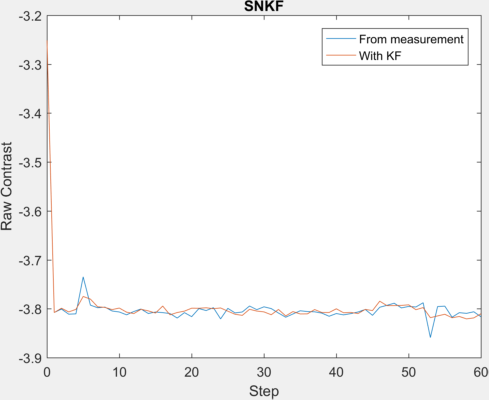 SNKF
-3.2
From measurement
With KF
-3.3
-3.4
-3.5
-3.6
-3.7
-3.8
-3.9
Raw Contrast
0 10 20 30 40 50 60
Step